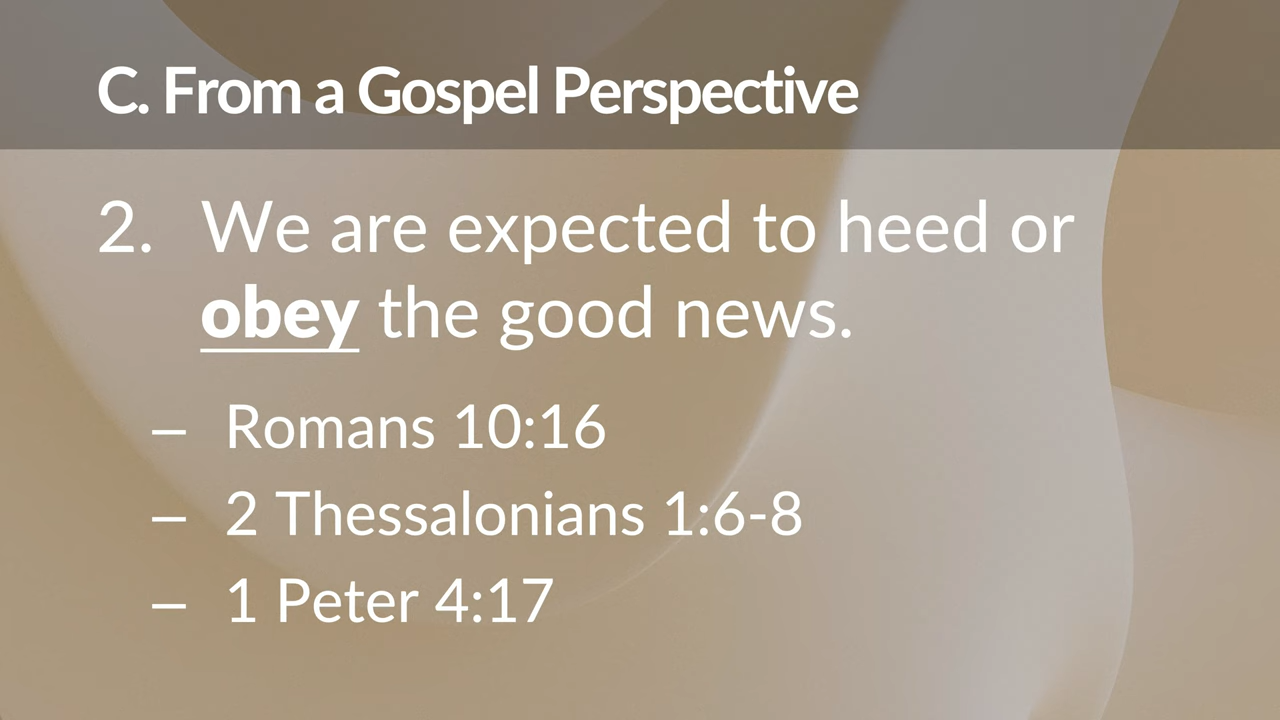 C. From a Gospel Perspective
2. We are expected to heed or
obey the good news.
– Romans 10:16
– 2 Thessalonians 1:6-8
– 1 Peter 4:17